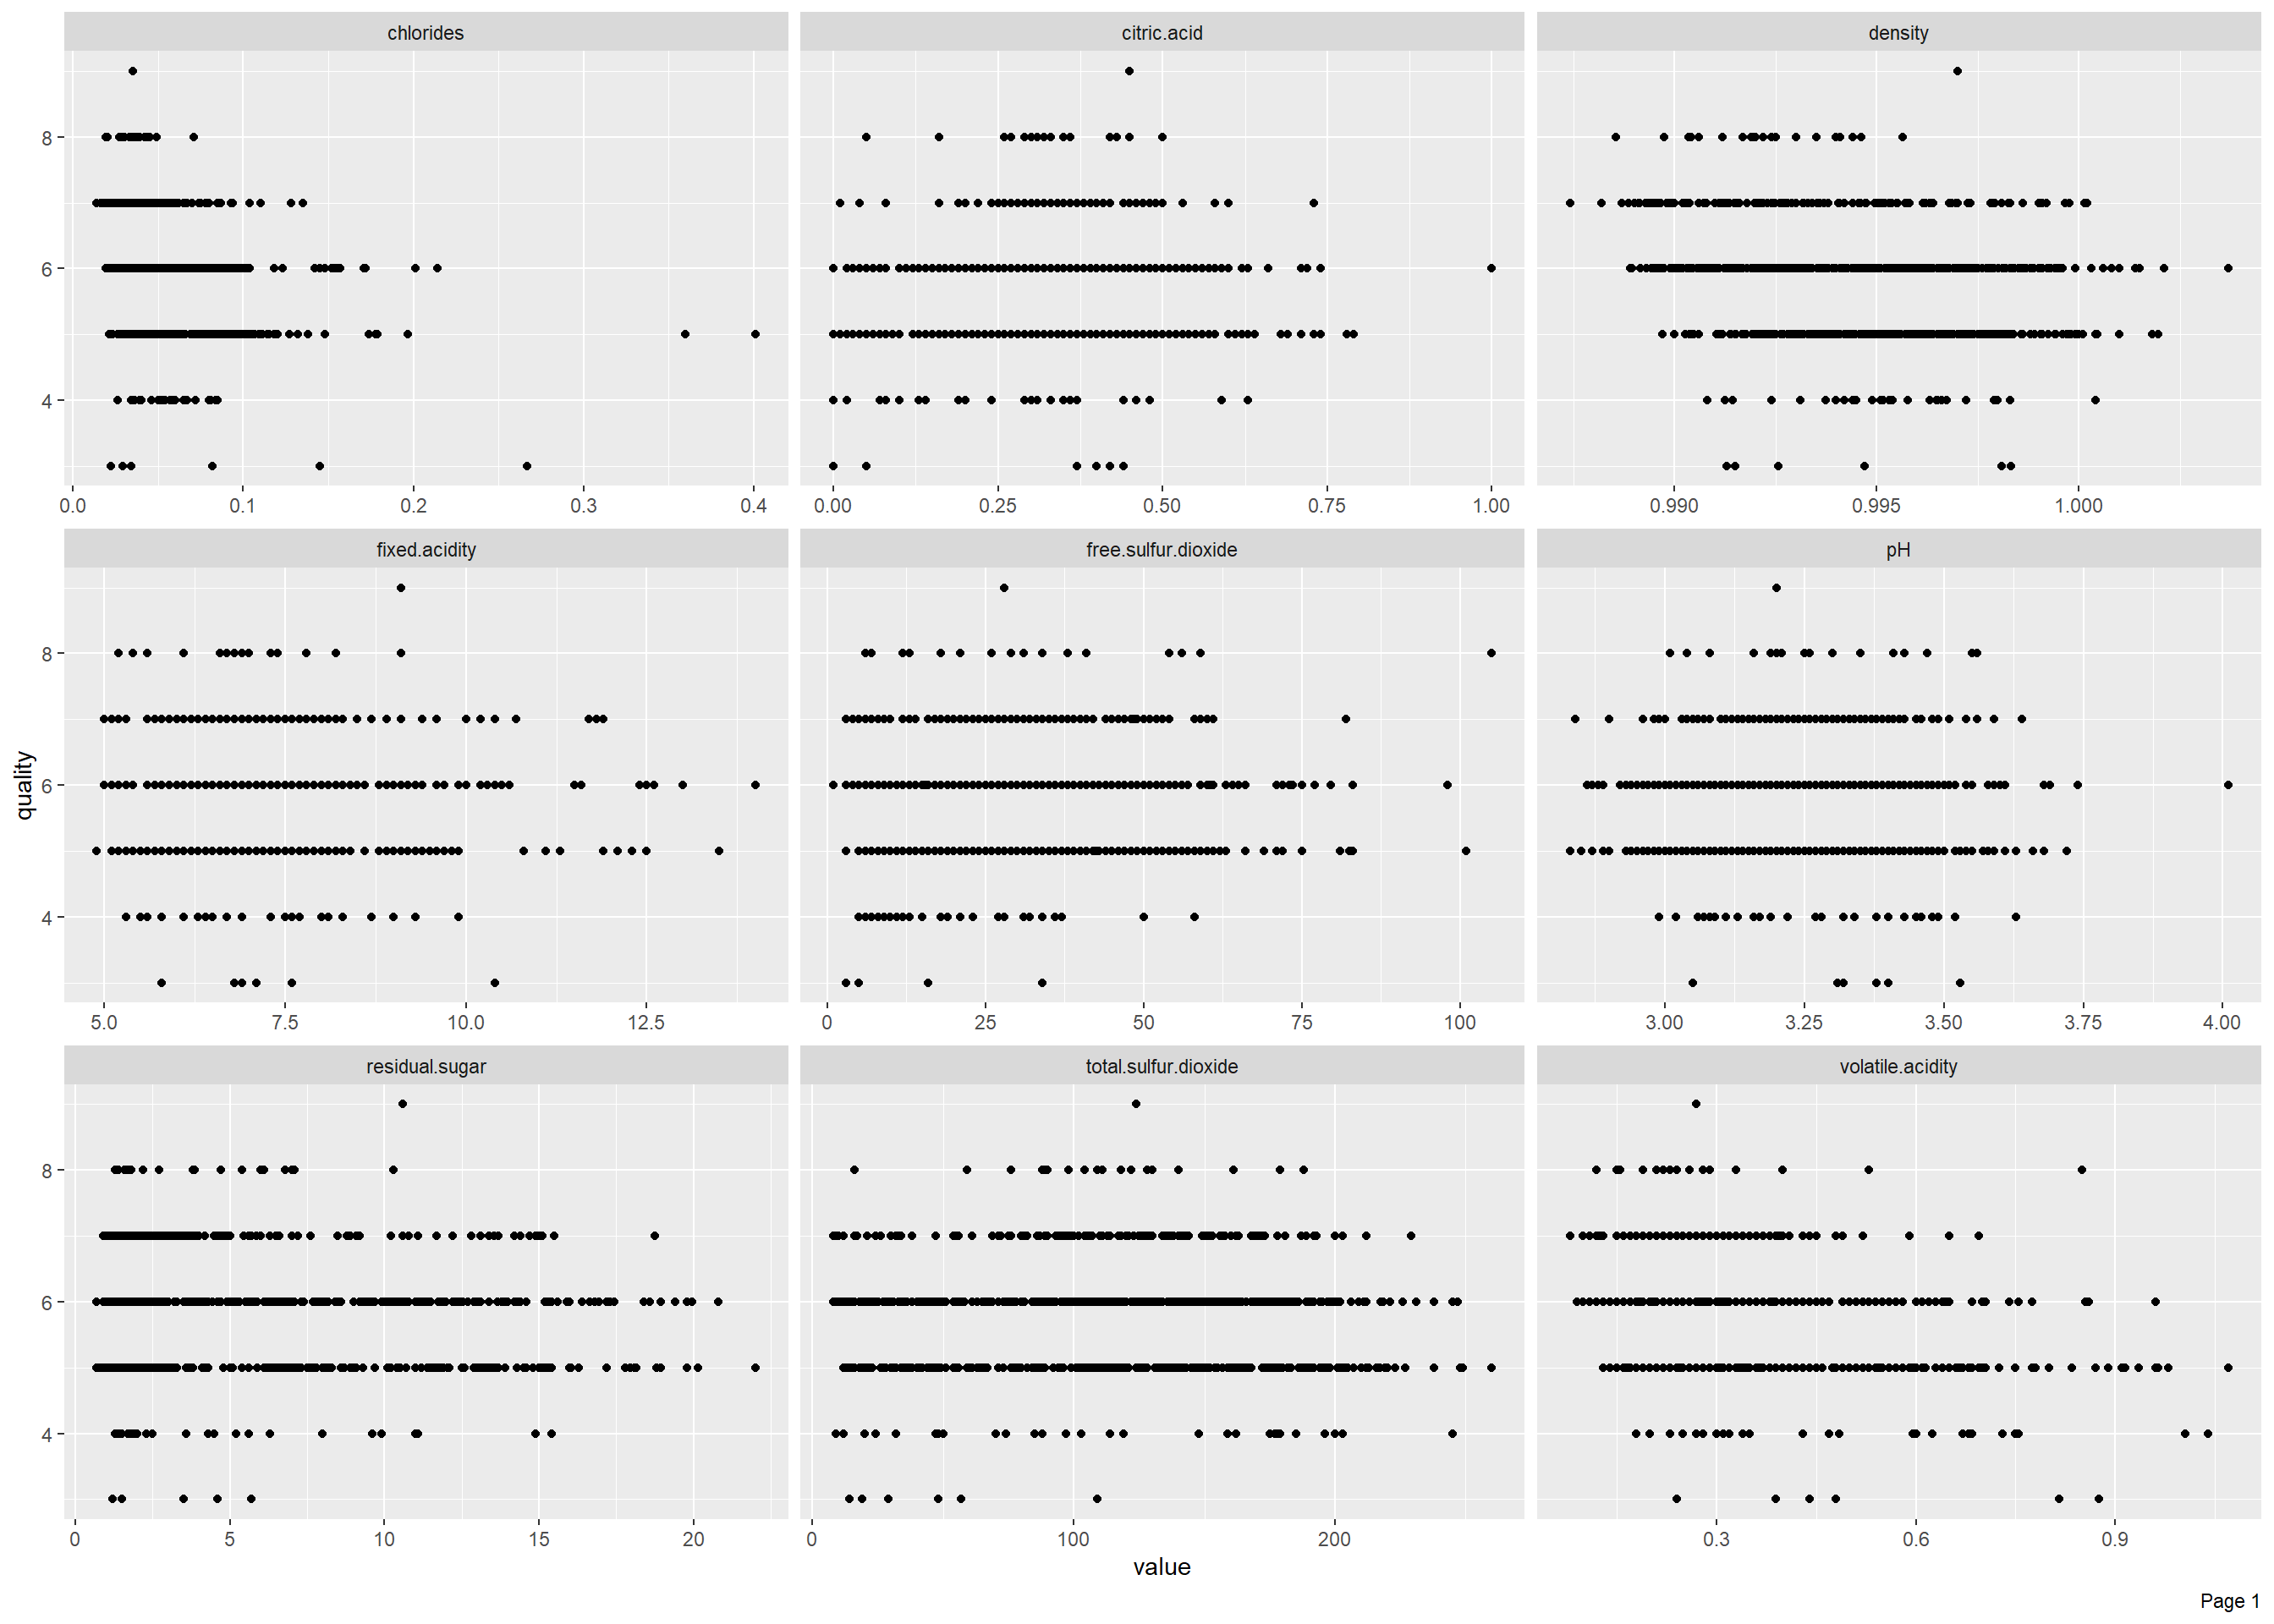 chlorides citric.acid density
8
6
4
0.0 0.1 0.2 0.3 0.4 0.00 0.25 0.50 0.75 1.00 0.990 0.995 1.000
fixed.acidity free.sulfur.dioxide pH
8
6
4
quality
5.0 7.5 10.0 12.5 0 25 50 75 100 3.00 3.25 3.50 3.75 4.00
residual.sugar total.sulfur.dioxide volatile.acidity
8
6
4
0 5 10 15 20 0 100 200 0.3 0.6 0.9
value
Page 1